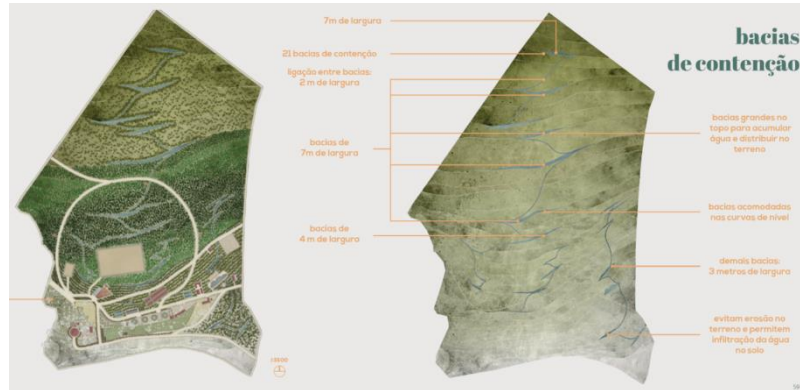 bacias
de contenção
7m de largura
21 bacias de contenção
ligação entre bacias:
2 m de largura
bacias de
7m de largura
bacias de
4 m de largura
bacias grandes no
topo para acumular
água e distribuir no
terreno
bacias acomodadas
nas curvas de nível
demais bacias:
3 metros de largura
evitam erosão no
terreno e permitem
infiltração da água
no solo